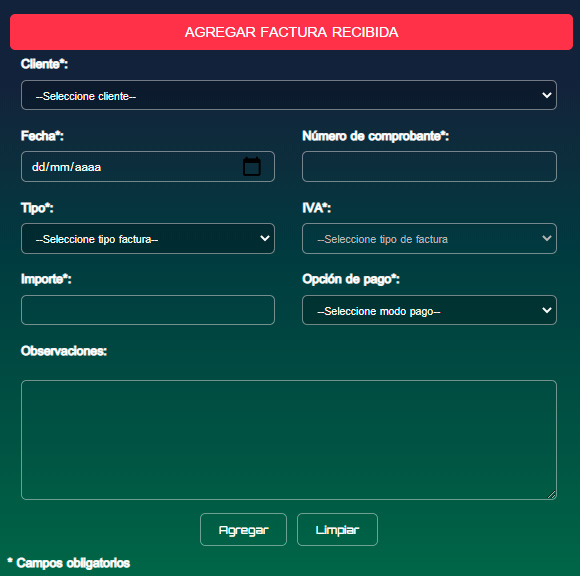 AGREGAR FACTURA RECIBIDA
Cliente*:
--Seleccione cliente--
Fecha*: Número de comprobante*:
dd/mm/aaaa
Tipo*: IVA*:
--Seleccione tipo factura-- --Seleccione tipo de factura
Importe*: Opción de pago*:
--Seleccione modo pago--
Observaciones:
Agregar Limpiar
* Campos obligatorios